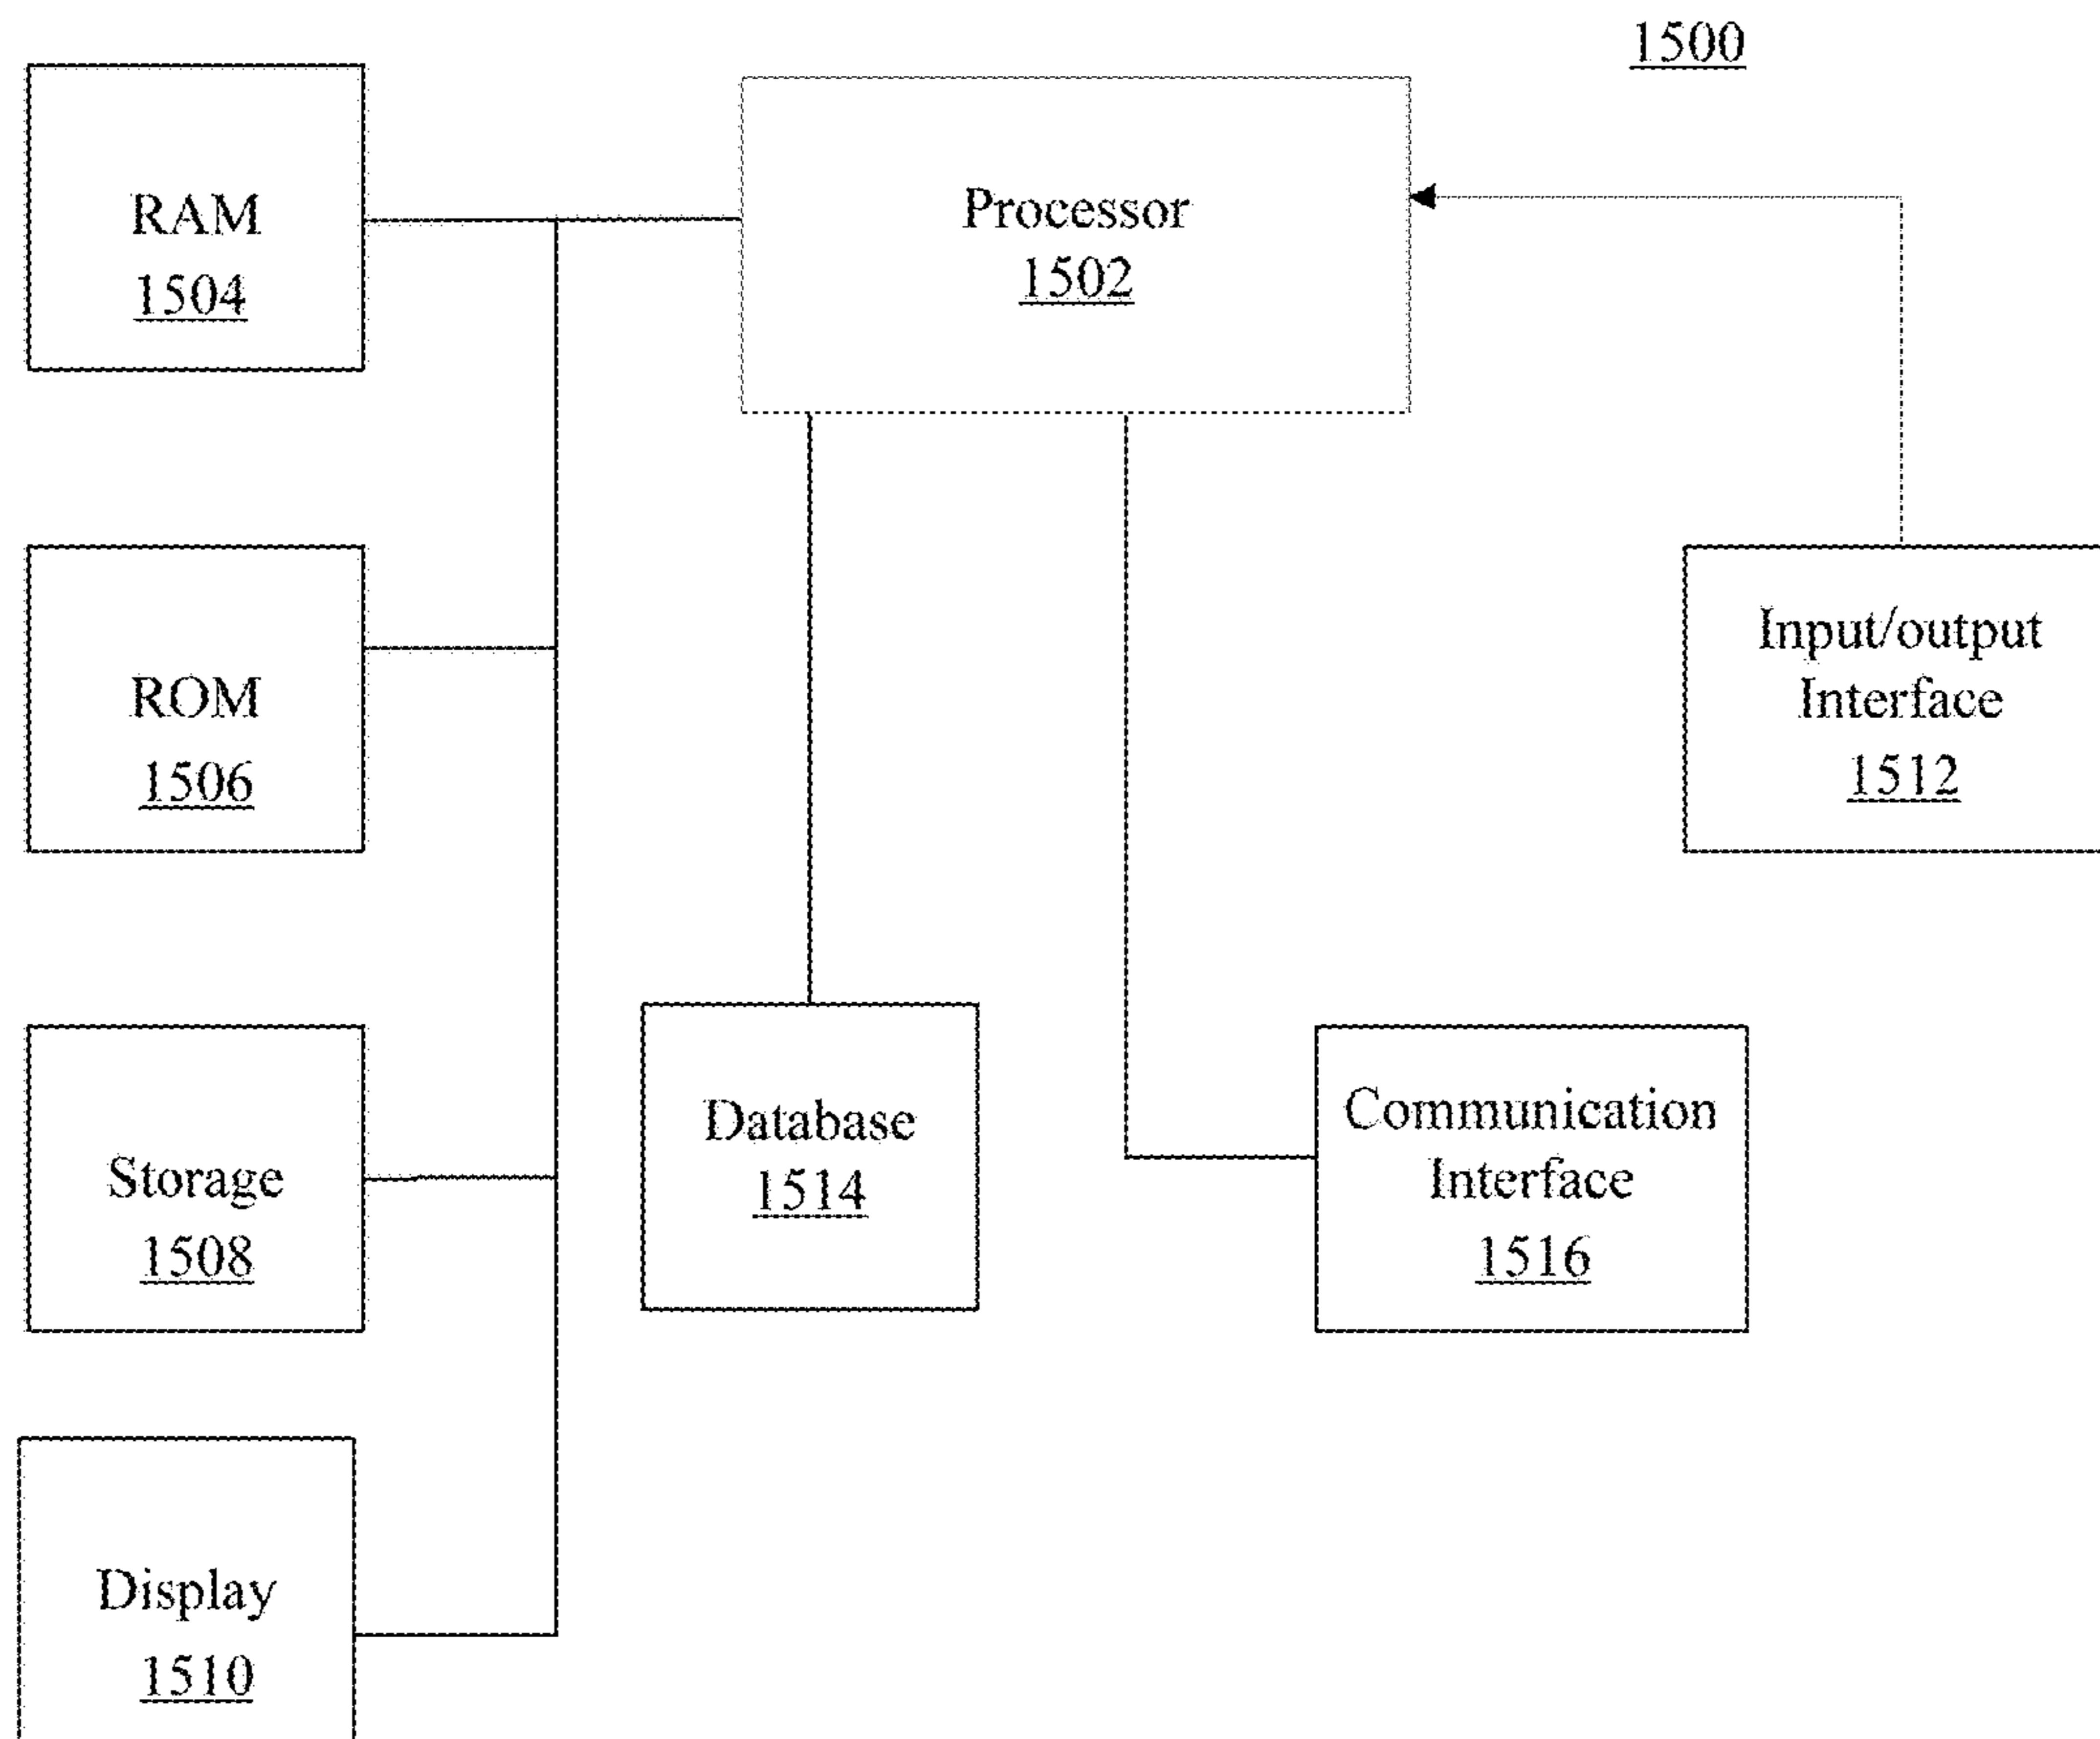 1500
RAM
1504
Processor
1502
ROM
1506
Input/output
Interface
1512
Storage
1508
Database
1514
Communication
Interface
1516
Display
1510